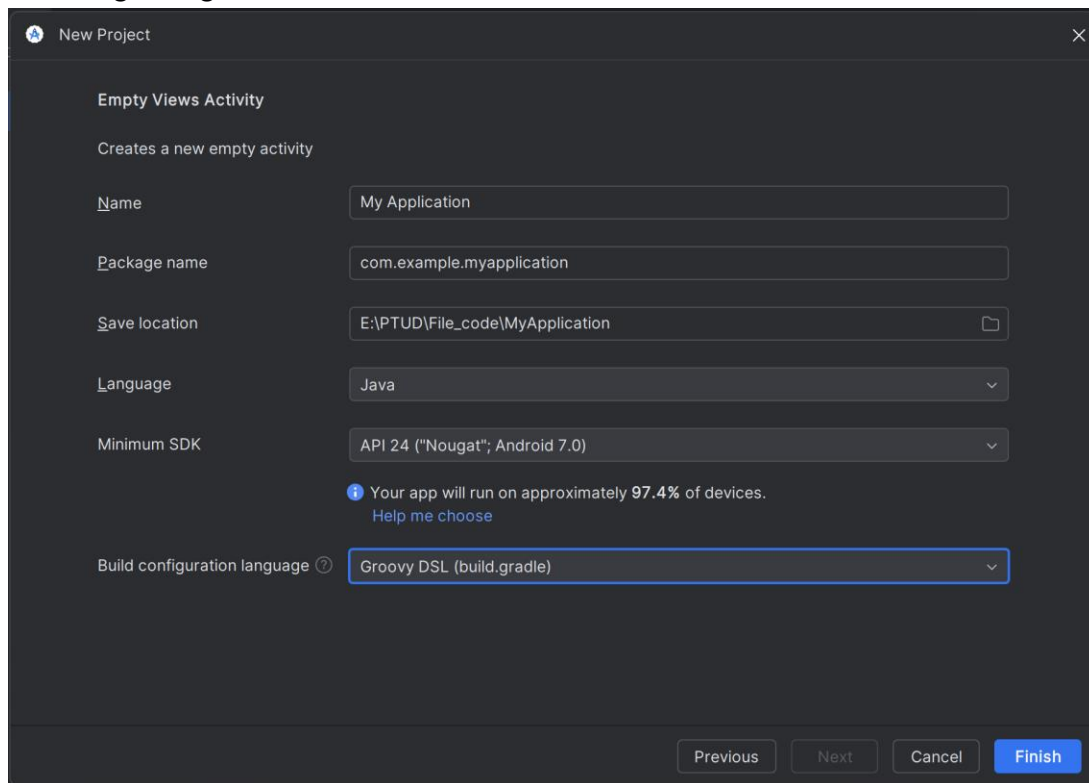 New Project
Empty Views Activity
Creates a new empty activity
Name
My Application
Package name
com.example.myapplication
Save location
E:\PTUD\File_code\MyApplication
Language
Java
Minimum SDK
API 24 ("Nougat"; Android 7.0)
Your app will run on approximately 97.4% of devices.
Help me choose
Build configuration language
Groovy DSL (build.gradle)
Previous
Next
Cancel
Finish